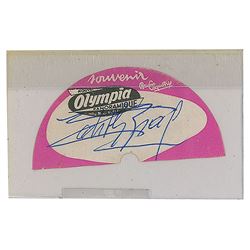 souvenir
Olympia
PANORAMIQUE
Edith Piaf